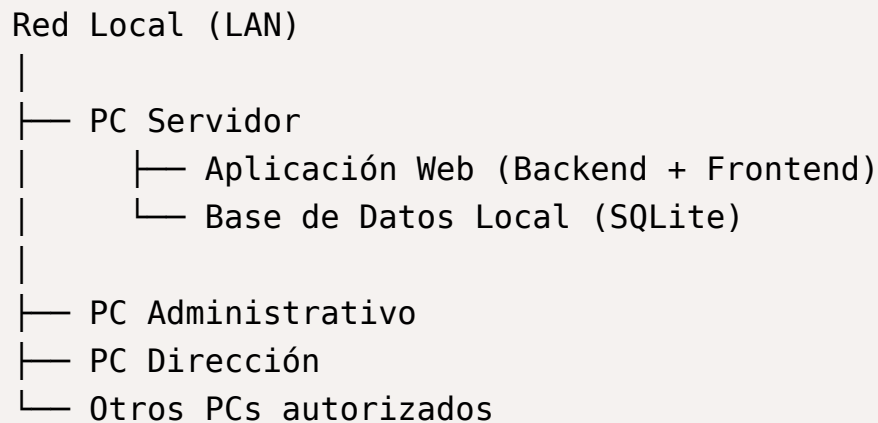 Red Local (LAN)
│
├── PC Servidor
│     ├── Aplicación Web (Backend + Frontend)
│     └── Base de Datos Local (SQLite)
│
├── PC Administrativo
├── PC Dirección
└── Otros PCs autorizados